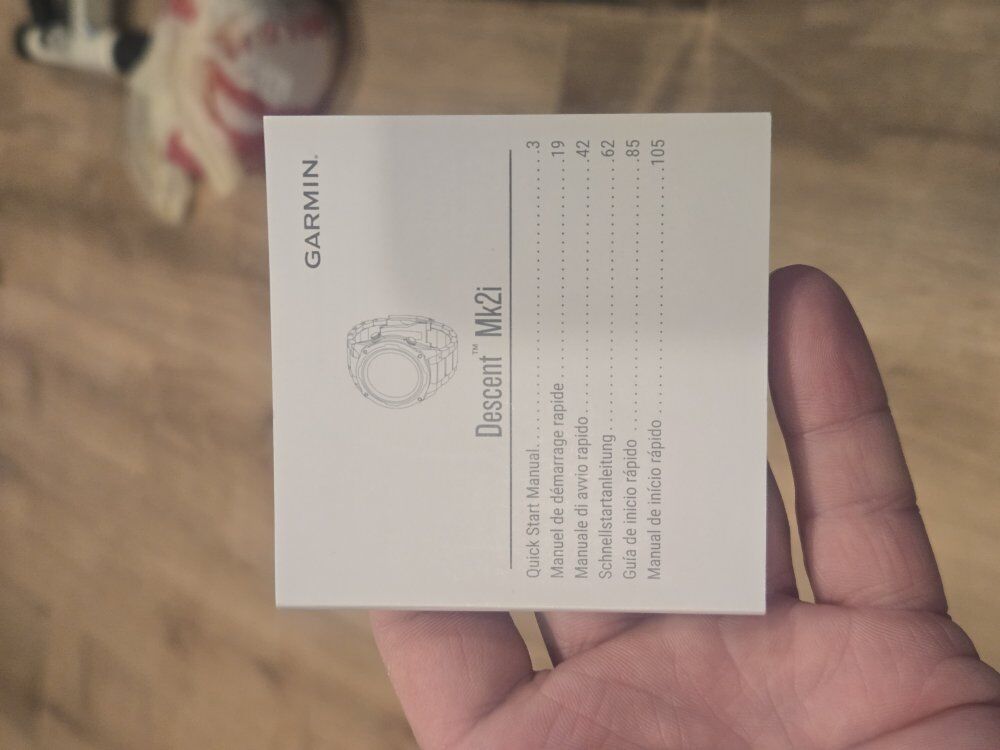 GARMIN.
Descent™ Mk2i
Quick Start Manual. . . . . . . . . . . . . . . . . . . . . . . . . . . . . . . . .3
Manuel de démarrage rapide . . . . . . . . . . . . . . . . . . . . . . . .19
Manuale di avvio rapido. . . . . . . . . . . . . . . . . . . . . . . . . . . .42
Schnellstartanleitung . . . . . . . . . . . . . . . . . . . . . . . . . . . . . .62
Guía de inicio rápido . . . . . . . . . . . . . . . . . . . . . . . . . . . . . .85
Manual de início rápido . . . . . . . . . . . . . . . . . . . . . . . . . . .105